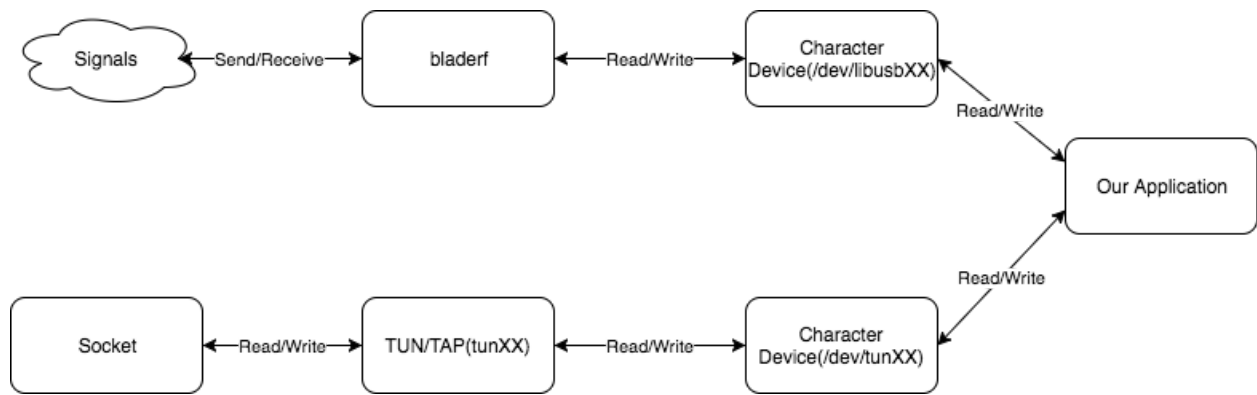 Signals
Send/Receive
bladerf
Read/Write
Character
Device(/dev/libusbXX)
Read/Write
Our Application
Read/Write
Socket
Read/Write
TUN/TAP(tunXX)
Read/Write
Character
Device(/dev/tunXX)